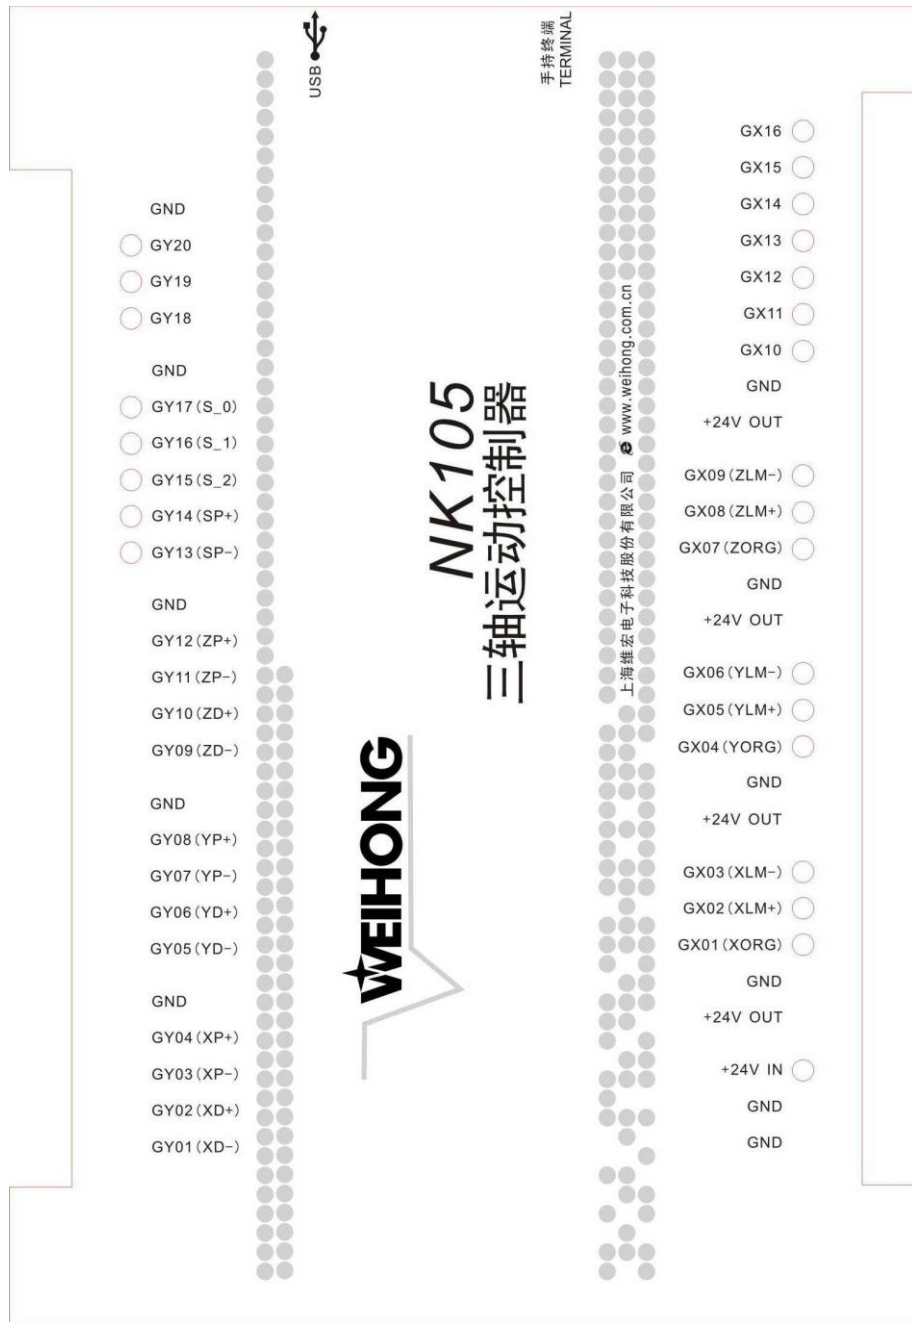 USB
手持终端
TERMINAL
GND
GY20
GY19
GY18
GND
GY17(S_0)
GY16(S_1)
GY15(S_2)
GY14(SP+)
GY13(SP-)
GND
GY12(ZP+)
GY11(ZP-)
GY10(ZD+)
GY09(ZD-)
GND
GY08(YP+)
GY07(YP-)
GY06(YD+)
GY05(YD-)
GND
GY04(XP+)
GY03(XP-)
GY02(XD+)
GY01(XD-)
WEIHONG
NK105
三轴运动控制器
上海维宏电子科技股份有限公司 www.weihong.com.cn
GX16
GX15
GX14
GX13
GX12
GX11
GX10
GND
+24V OUT
GX09(ZLM-)
GX08(ZLM+)
GX07(ZORG)
GND
+24V OUT
GX06(YLM-)
GX05(YLM+)
GX04(YORG)
GND
+24V OUT
GX03(XLM-)
GX02(XLM+)
GX01(XORG)
GND
+24V OUT
+24V IN
GND
GND